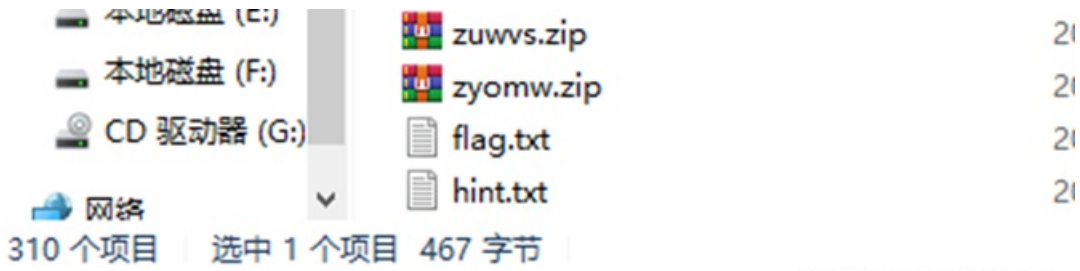 本地磁盘 (E:)
本地磁盘 (F:)
CD 驱动器 (G:)
网络
zuwvs.zip
zyomw.zip
flag.txt
hint.txt
310 个项目 选中 1 个项目 467 字节